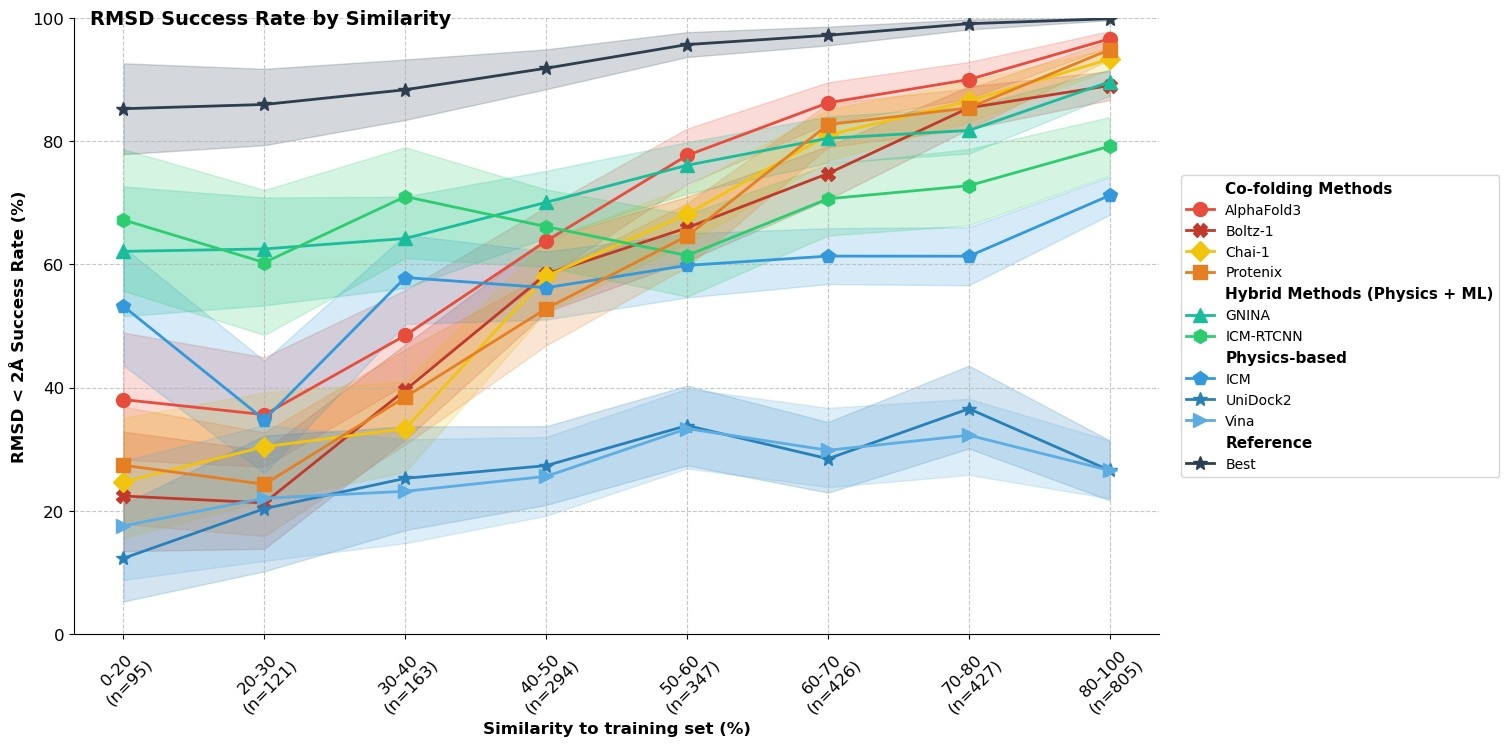 RMSD Success Rate by Similarity
RMSD < 2Å Success Rate (%)
100
80
60
40
20
0
0-20
(n=95)
20-30
(n=121)
30-40
(n=163)
40-50
(n=294)
50-60
(n=347)
60-70
(n=426)
70-80
(n=427)
80-100
(n=805)
Similarity to training set (%)
Co-folding Methods
AlphaFold3
Boltz-1
Chai-1
Protenix
Hybrid Methods (Physics + ML)
GNINA
ICM-RTCNN
Physics-based
ICM
UniDock2
Vina
Reference
Best